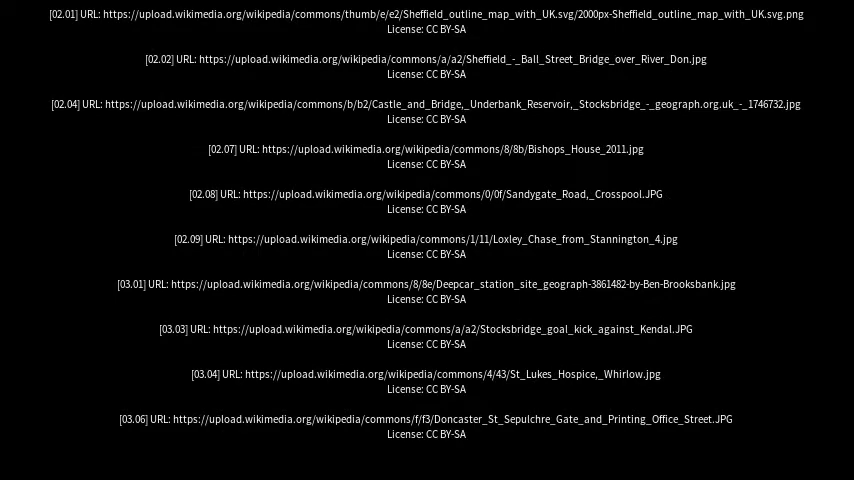 [02.01] URL: https://upload.wikimedia.org/wikipedia/commons/thumb/e/e2/Sheffield_outline_map_with_UK.svg/2000px-Sheffield_outline_map_with_UK.svg.png
License: CC BY-SA
[02.02] URL: https://upload.wikimedia.org/wikipedia/commons/a/a2/Sheffield_-_Ball_Street_Bridge_over_River_Don.jpg
License: CC BY-SA
[02.04] URL: https://upload.wikimedia.org/wikipedia/commons/b/b2/Castle_and_Bridge,_Underbank_Reservoir,_Stocksbridge_-_geograph.org.uk_-_1746732.jpg
License: CC BY-SA
[02.07] URL: https://upload.wikimedia.org/wikipedia/commons/8/8b/Bishops_House_2011.jpg
License: CC BY-SA
[02.08] URL: https://upload.wikimedia.org/wikipedia/commons/0/0f/Sandygate_Road,_Crosspool.JPG
License: CC BY-SA
[02.09] URL: https://upload.wikimedia.org/wikipedia/commons/1/11/Loxley_Chase_from_Stannington_4.jpg
License: CC BY-SA
[03.01] URL: https://upload.wikimedia.org/wikipedia/commons/8/8e/Deepcar_station_site_geograph-3861482-by-Ben-Brooksbank.jpg
License: CC BY-SA
[03.03] URL: https://upload.wikimedia.org/wikipedia/commons/a/a2/Stocksbridge_goal_kick_against_Kendal.JPG
License: CC BY-SA
[03.04] URL: https://upload.wikimedia.org/wikipedia/commons/4/43/St_Lukes_Hospice,_Whirlow.jpg
License: CC BY-SA
[03.06] URL: https://upload.wikimedia.org/wikipedia/commons/f/f3/Doncaster_St_Sepulchre_Gate_and_Printing_Office_Street.JPG
License: CC BY-SA